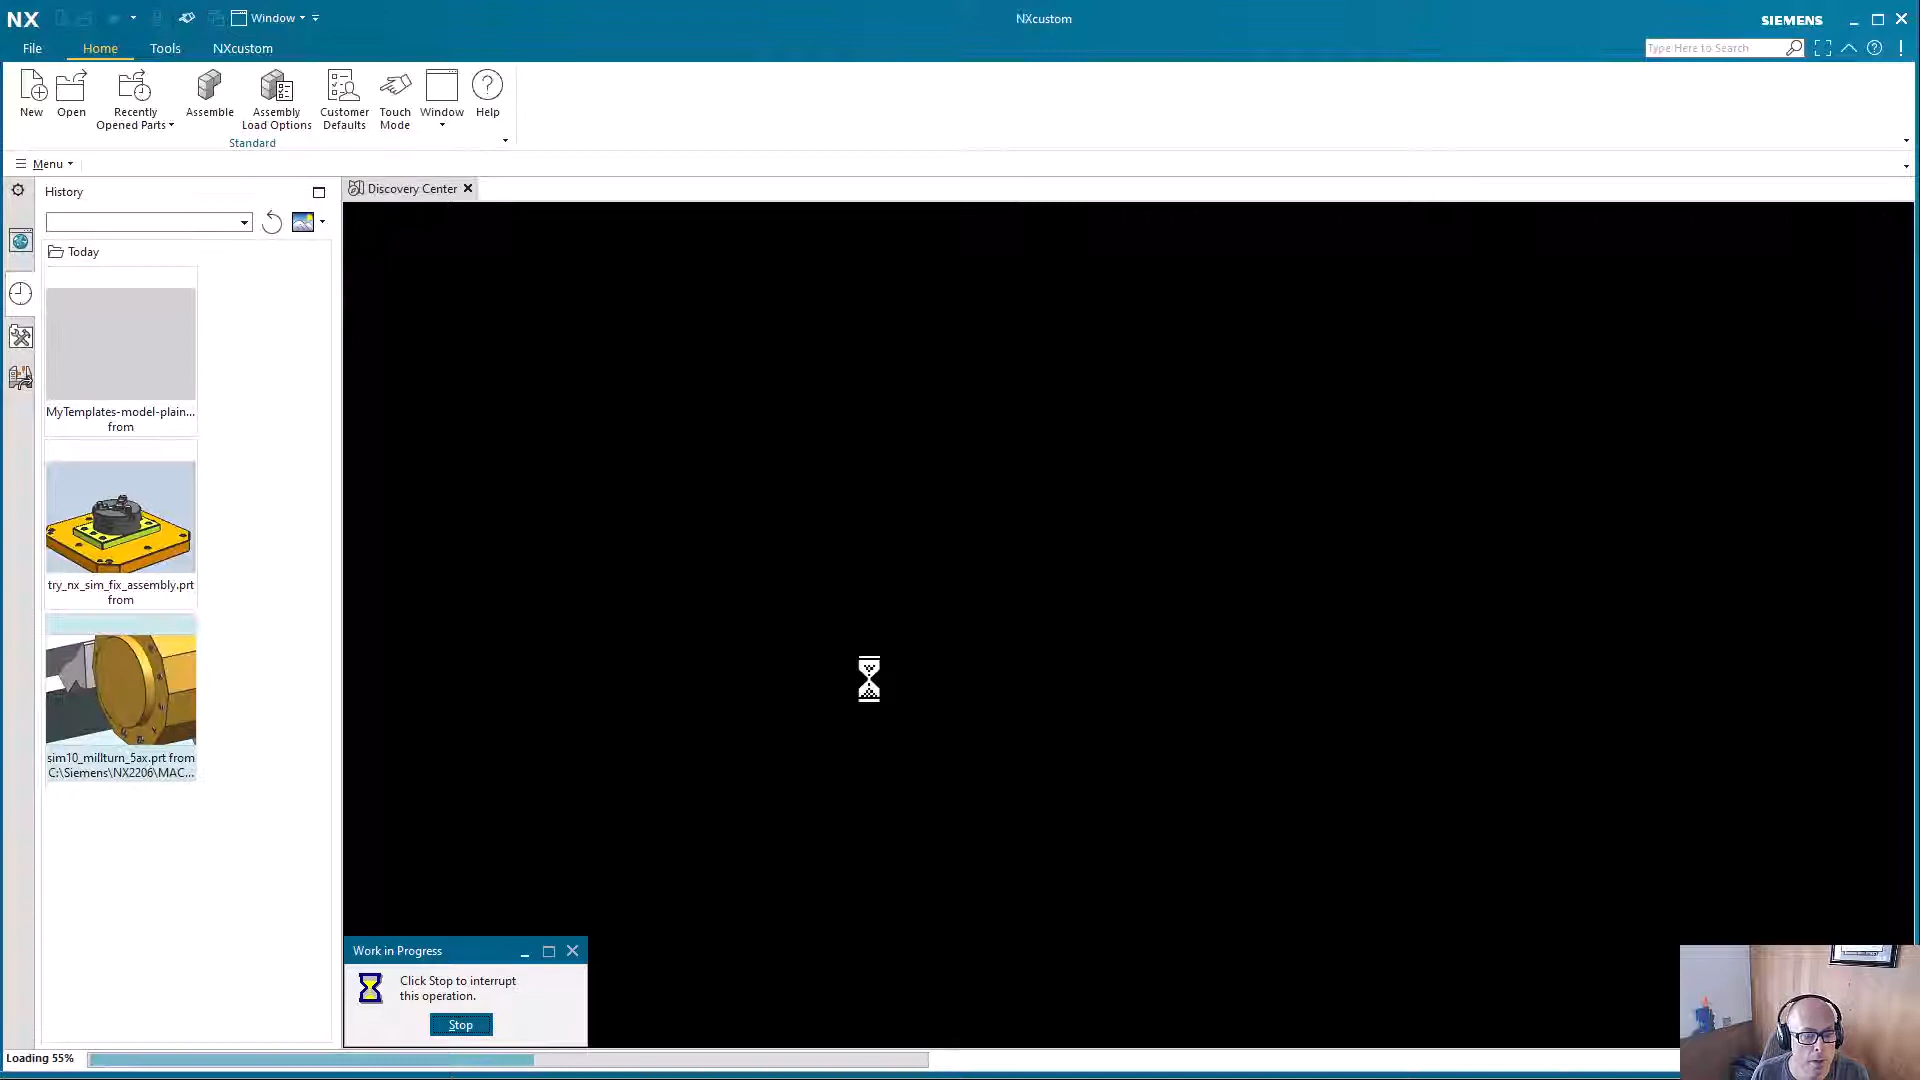 NX
Window
NXcustom
SIEMENS
File
Home
Tools
NXcustom
Type Here to Search
New
Open
Recently
Opened Parts
Assemble
Assembly
Load Options
Customer
Defaults
Touch
Mode
Window
Help
Standard
Menu
History
Discovery Center
Today
MyTemplates-model-plain...
from
try_nx_sim_fix_assembly.prt
from
sim10_millturn_5ax.prt from
C:\Siemens\NX2206\MAC...
Work in Progress
Click Stop to interrupt
this operation.
Stop
Loading 55%